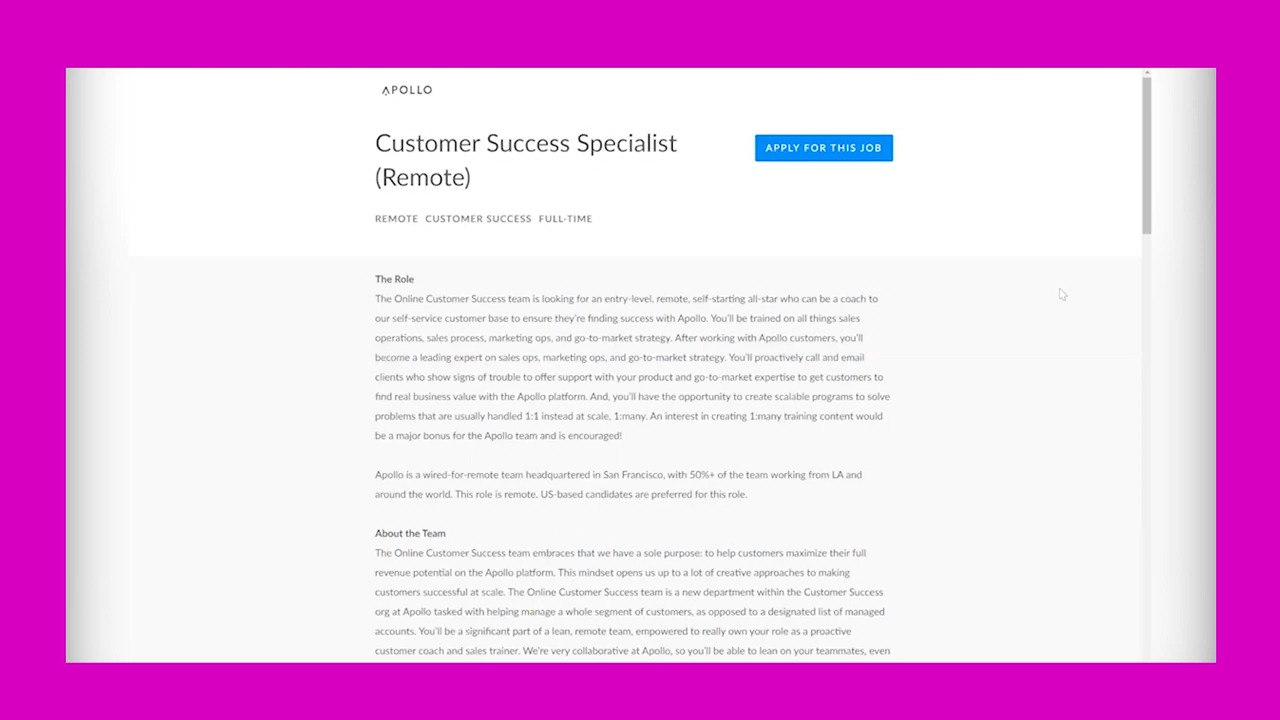 APOLLO
Customer Success Specialist
(Remote)
APPLY FOR THIS JOB
REMOTE CUSTOMER SUCCESS FULL-TIME
The Role
The Online Customer Success team is looking for an entry-level, remote, self-starting all-star who can be a coach to
our self-service customer base to ensure they're finding success with Apollo. You'll be trained on all things sales
operations, sales process, marketing ops, and go-to-market strategy. After working with Apollo customers, you'll
become a leading expert on sales ops, marketing ops, and go-to-market strategy. You'll proactively call and email
clients who show signs of trouble to offer support with your product and go-to-market expertise to get customers to
find real business value with the Apollo platform. And, you'll have the opportunity to create scalable programs to solve
problems that are usually handled 1:1 instead at scale, 1:many. An interest in creating 1:many training content would
be a major bonus for the Apollo team and is encouraged!
Apollo is a wired-for-remote team headquartered in San Francisco, with 50%+ of the team working from LA and
around the world. This role is remote. US-based candidates are preferred for this role.
About the Team
The Online Customer Success team embraces that we have a sole purpose: to help customers maximize their full
revenue potential on the Apollo platform. This mindset opens us up to a lot of creative approaches to making
customers successful at scale. The Online Customer Success team is a new department within the Customer Success
org at Apollo tasked with helping manage a whole segment of customers, as opposed to a designated list of managed
accounts. You'll be a significant part of a lean, remote team, empowered to really own your role as a proactive
customer coach and sales trainer. We're very collaborative at Apollo, so you'll be able to lean on your teammates, even